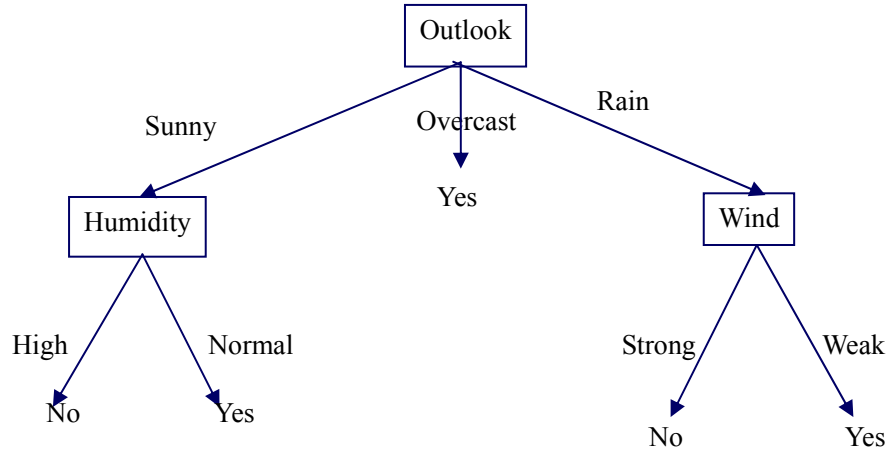 Outlook
Sunny
Overcast
Rain
Yes
Humidity
Wind
High
Normal
Strong
Weak
No
Yes
No
Yes